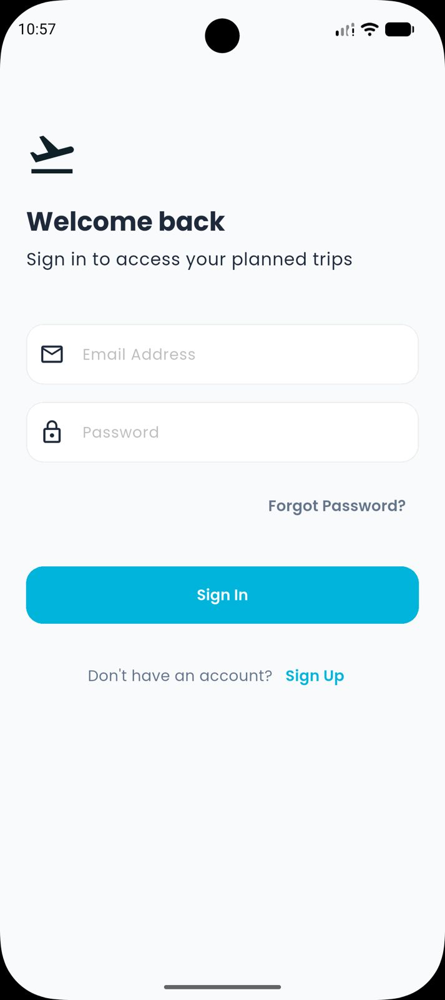 10:57
Welcome back
Sign in to access your planned trips
Email Address
Password
Forgot Password?
Sign In
Don't have an account? Sign Up